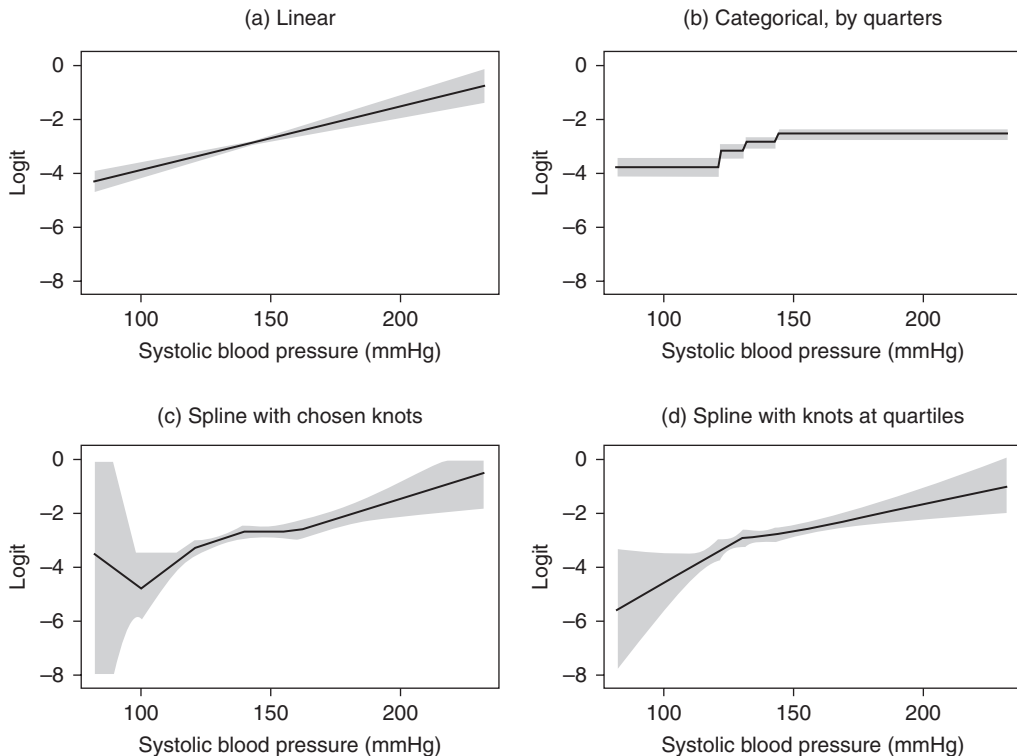 (a) Linear
(b) Categorical, by quarters
0
−2
−4
−6
−8
Logit
100
150
200
Systolic blood pressure (mmHg)
0
−2
−4
−6
−8
Logit
100
150
200
Systolic blood pressure (mmHg)
(c) Spline with chosen knots
(d) Spline with knots at quartiles
0
−2
−4
−6
−8
Logit
100
150
200
Systolic blood pressure (mmHg)
0
−2
−4
−6
−8
Logit
100
150
200
Systolic blood pressure (mmHg)